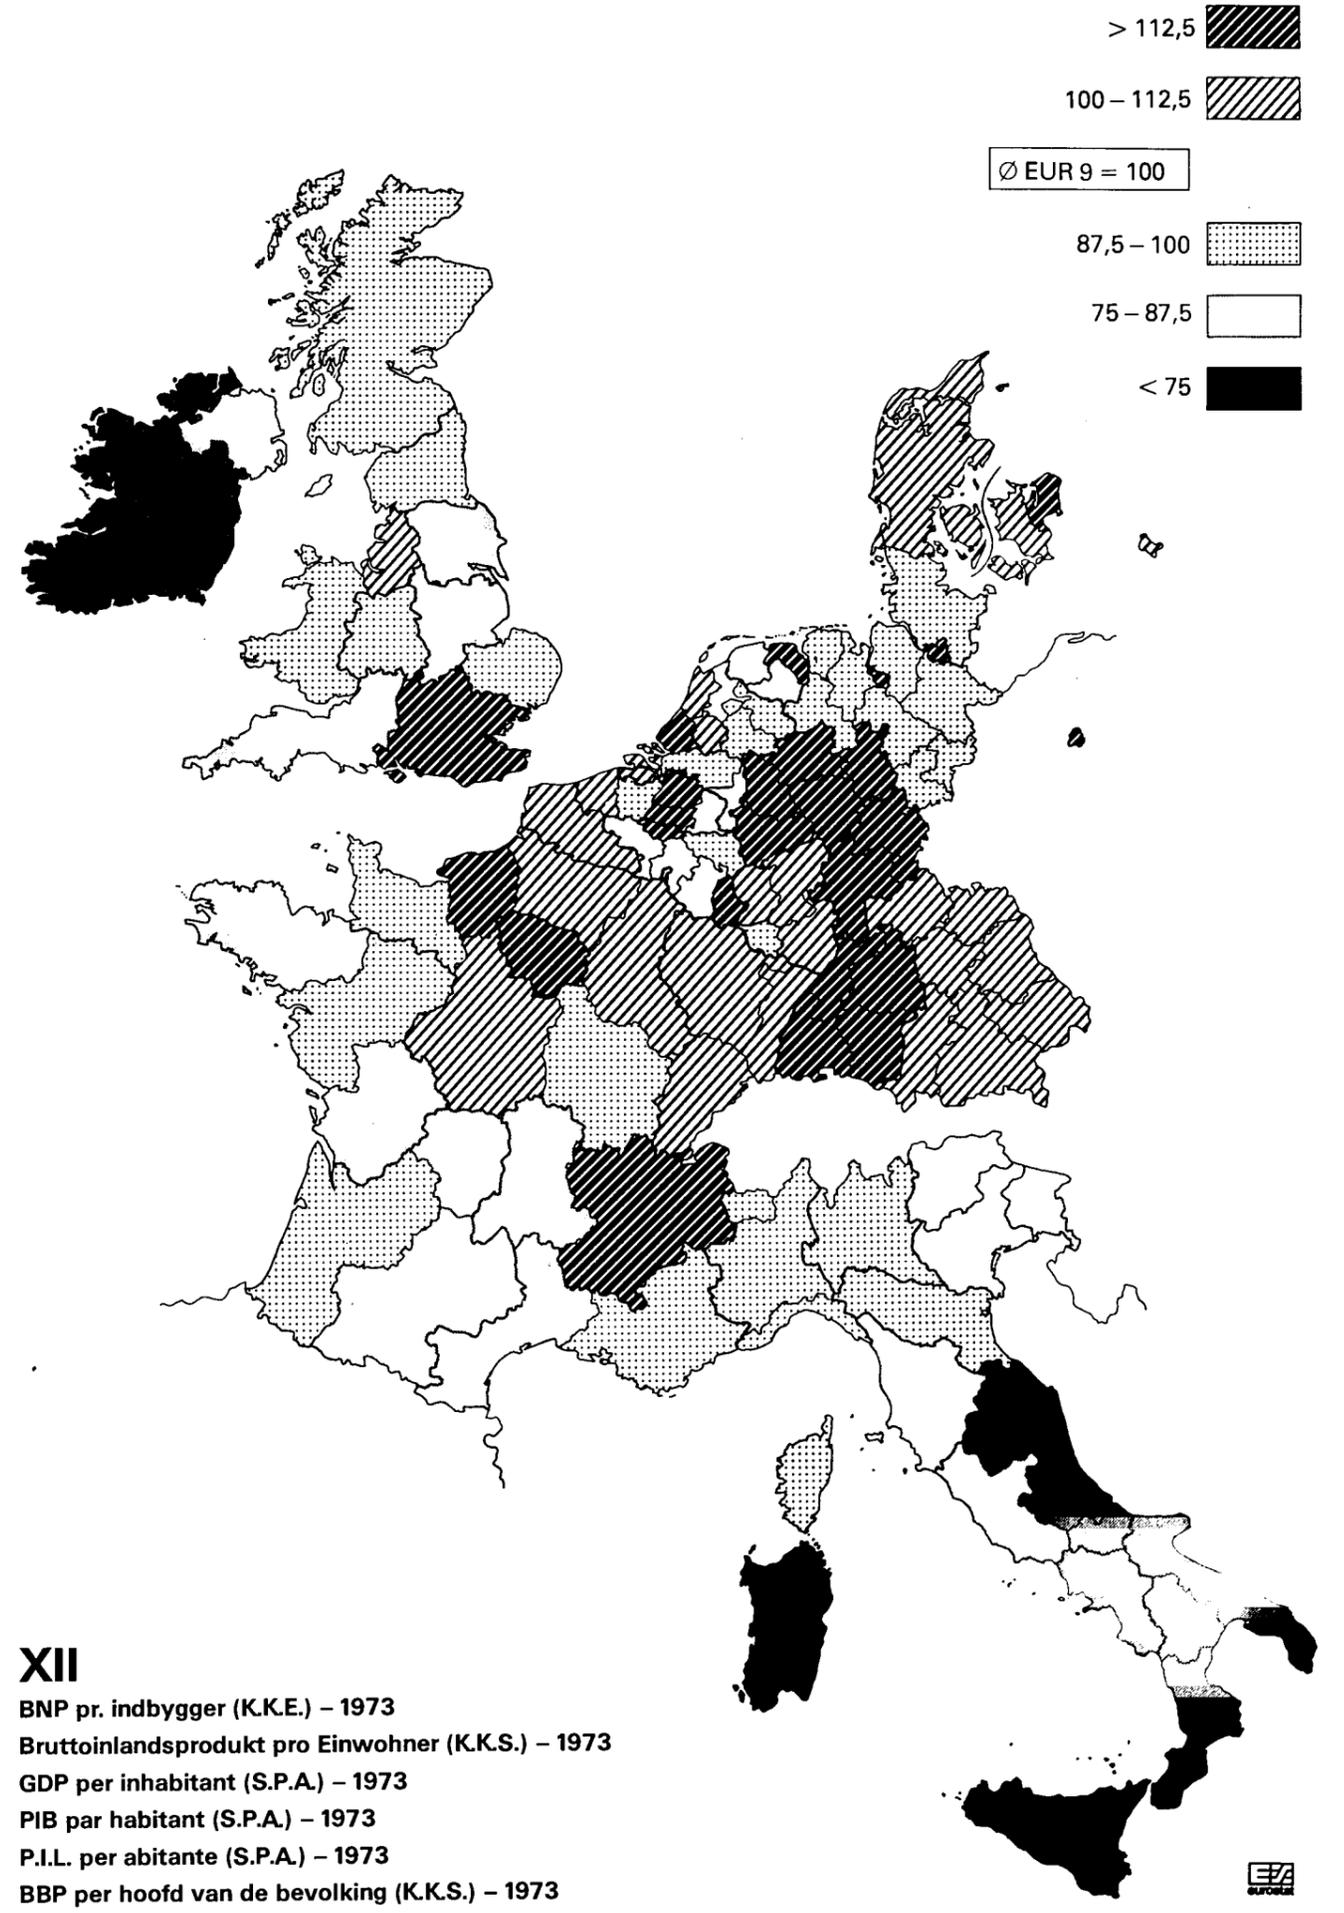 > 112,5
100 – 112,5
Ø EUR 9 = 100
87,5 – 100
75 – 87,5
< 75
XII
BNP pr. indbygger (K.K.E.) – 1973
Bruttoinlandsprodukt pro Einwohner (K.K.S.) – 1973
GDP per inhabitant (S.P.A.) – 1973
PIB par habitant (S.P.A.) – 1973
P.I.L. per abitante (S.P.A.) – 1973
BBP per hoofd van de bevolking (K.K.S.) – 1973
eurostat